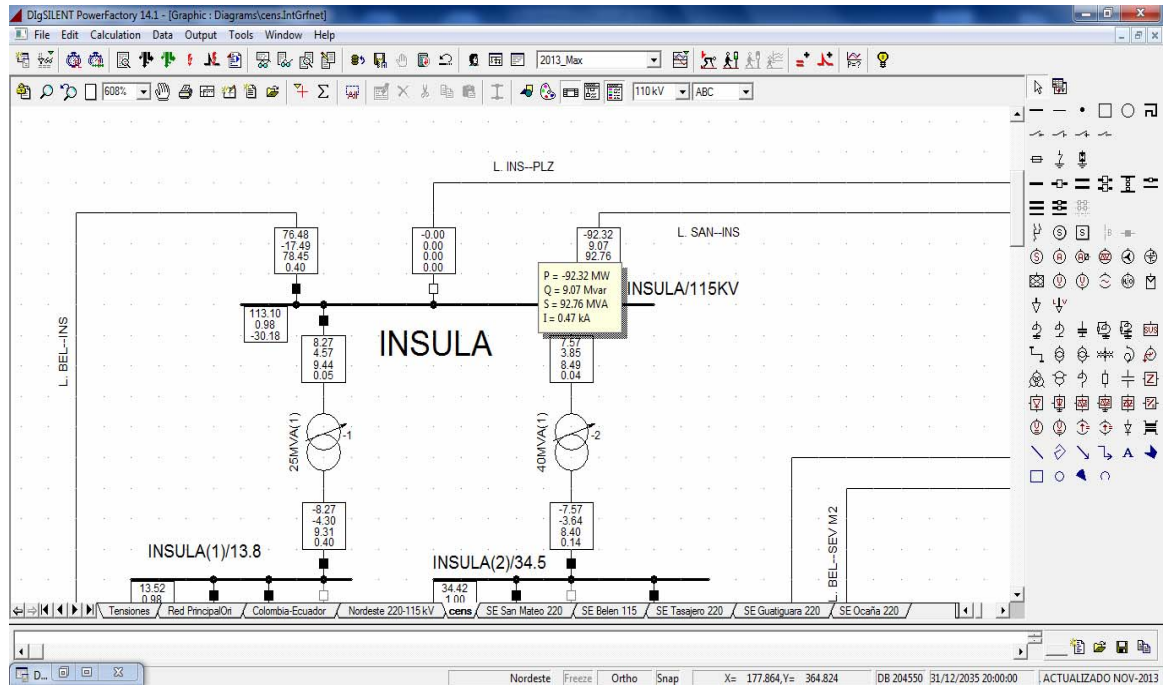 DIgSILENT PowerFactory 14.1 - [Graphic : Diagrams\cens.IntGrfnet]
File Edit Calculation Data Output Tools Window Help
2013_Max
608% 110 kV ABC
L. INS--PLZ
L. SAN--INS
76.48
-17.49
78.45
0.40
-0.00
0.00
0.00
0.00
-92.32
9.07
92.76
P = -92.32 MW
Q = 9.07 Mvar
S = 92.76 MVA
I = 0.47 kA
INSULA/115KV
113.10
0.98
-30.18
INSULA
L. BEL--INS
8.27
4.57
9.44
0.05
7.57
3.85
8.49
0.04
25MVA(1)
-1
40MVA(1)
-2
-8.27
-4.30
9.31
0.40
-7.57
-3.64
8.40
0.14
L. BEL--SEV M2
INSULA(1)/13.8
INSULA(2)/34.5
13.52
0.98
34.42
1.00
Tensiones Red PrincipalOri Colombia-Ecuador Nordeste 220-115 kV cens SE San Mateo 220 SE Belen 115 SE Tasajero 220 SE Guatiguara 220 SE Ocaña 220
D...
Nordeste Freeze Ortho Snap X= 177.864,Y= 364.824 DB 204550 31/12/2035 20:00:00 ACTUALIZADO NOV-2013